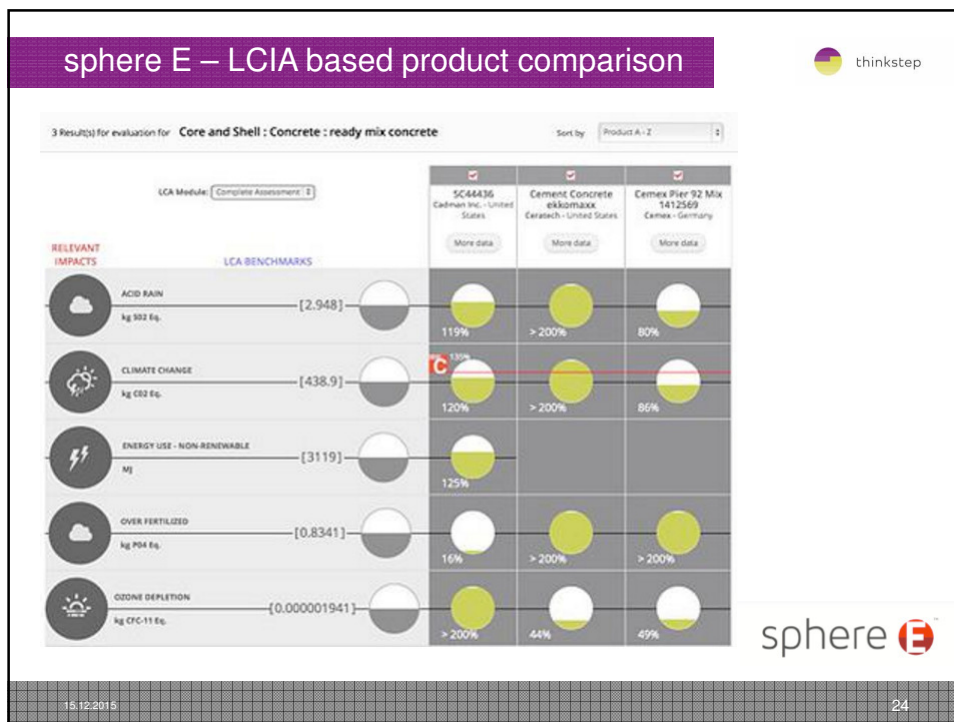 sphere E – LCIA based product comparison
thinkstep
3 Result(s) for evaluation for Core and Shell : Concrete : ready mix concrete
Sort by Product A - Z
LCA Module: Complete Assessment
SC44436
Cadman Inc. - United
States
More data
Cement Concrete
ekkomaxx
Ceratech - United States
More data
Cemex Pier 92 Mix
1412569
Cemex - Germany
More data
RELEVANT
IMPACTS
LCA BENCHMARKS
ACID RAIN
kg S02 Eq.
[2.948]
119%
> 200%
80%
CLIMATE CHANGE
kg C02 Eq.
[438.9]
C
135%
120%
> 200%
86%
ENERGY USE - NON-RENEWABLE
MJ
[3119]
125%
OVER FERTILIZED
kg P04 Eq.
[0.8341]
16%
> 200%
> 200%
OZONE DEPLETION
kg CFC-11 Eq.
[0.000001941]
> 200%
44%
49%
sphere E
15.12.2015
24